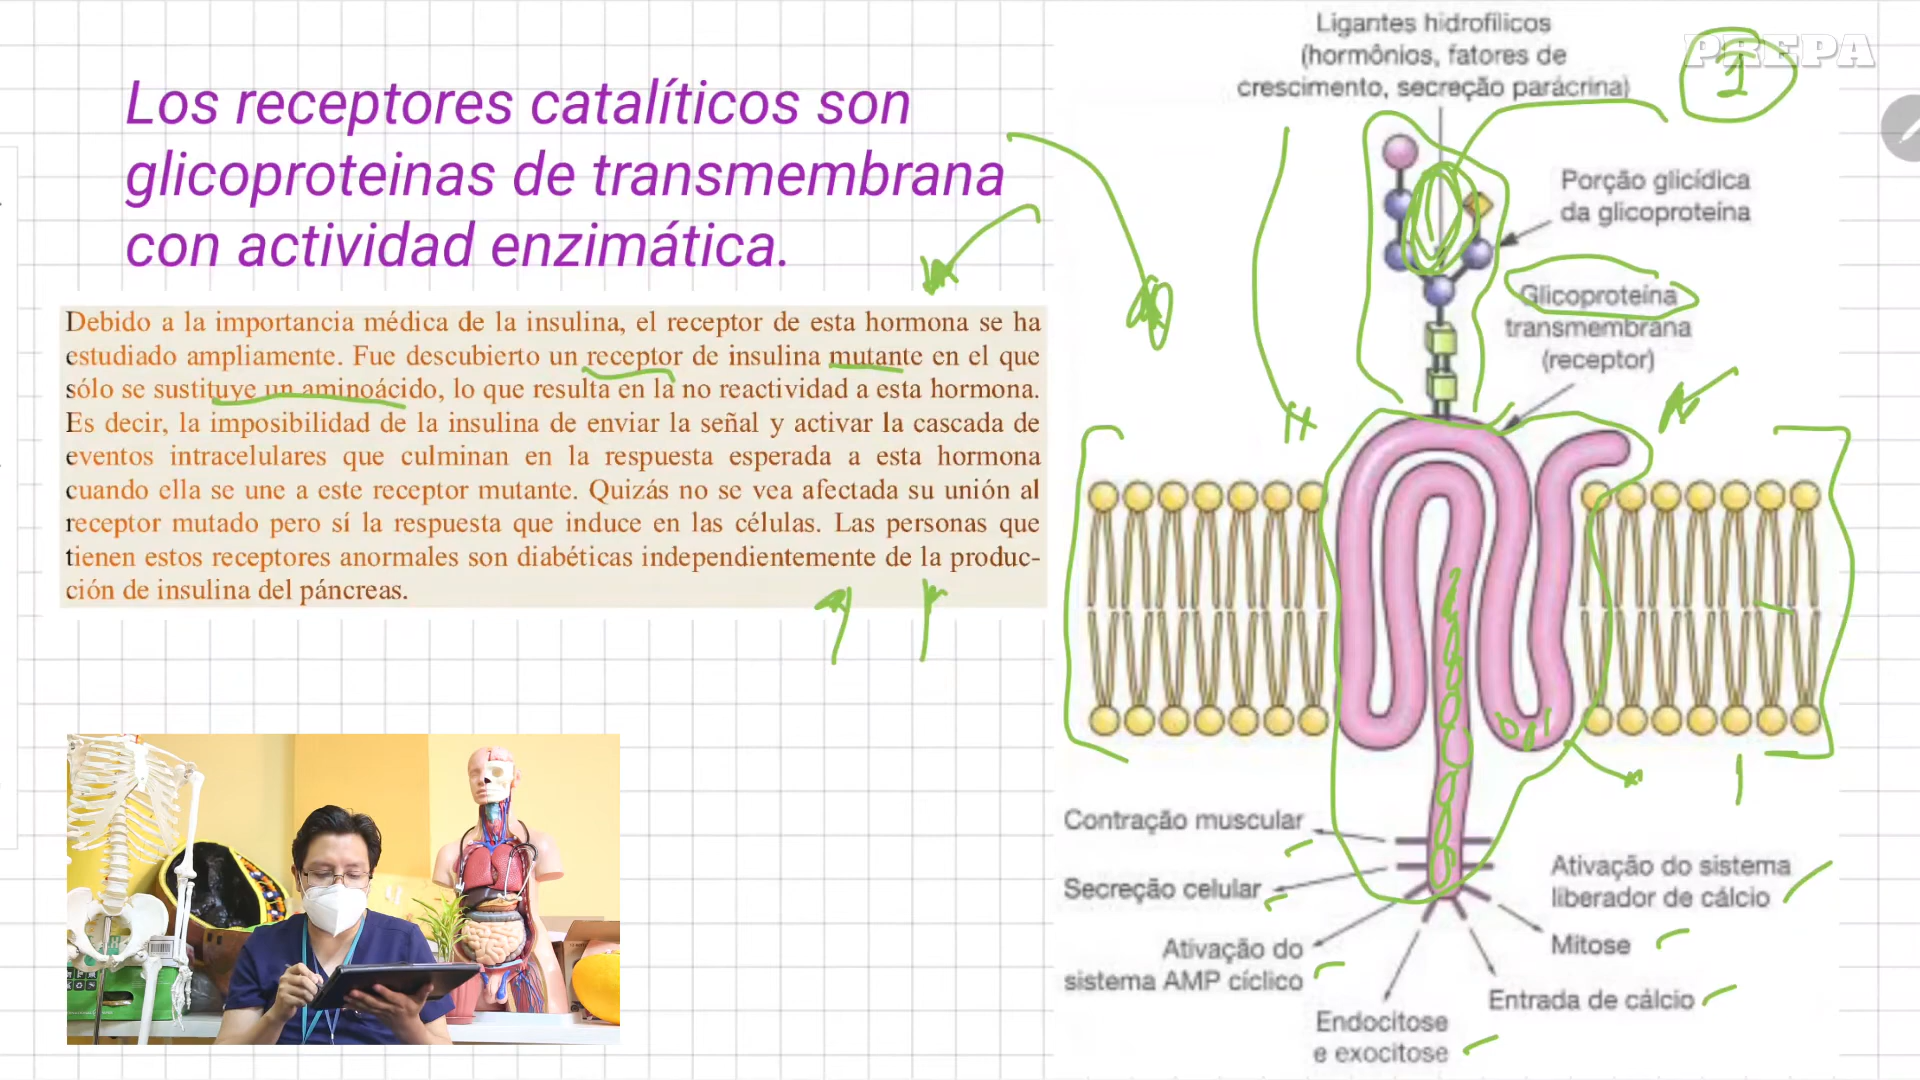 Los receptores catalíticos son
glicoproteinas de transmembrana
con actividad enzimática.
Debido a la importancia médica de la insulina, el receptor de esta hormona se ha
estudiado ampliamente. Fue descubierto un receptor de insulina mutante en el que
sólo se sustituye un aminoácido, lo que resulta en la no reactividad a esta hormona.
Es decir, la imposibilidad de la insulina de enviar la señal y activar la cascada de
eventos intracelulares que culminan en la respuesta esperada a esta hormona
cuando ella se une a este receptor mutante. Quizás no se vea afectada su unión al
receptor mutado pero sí la respuesta que induce en las células. Las personas que
tienen estos receptores anormales son diabéticas independientemente de la produc-
ción de insulina del páncreas.
Ligantes hidrofílicos
(hormônios, fatores de
crescimento, secreção parácrina)
PREPA
1
Porção glicídica
da glicoproteína
Glicoproteína
transmembrana
(receptor)
Contração muscular
Secreção celular
Ativação do
sistema AMP cíclico
Endocitose
e exocitose
Ativação do sistema
liberador de cálcio
Mitose
Entrada de cálcio